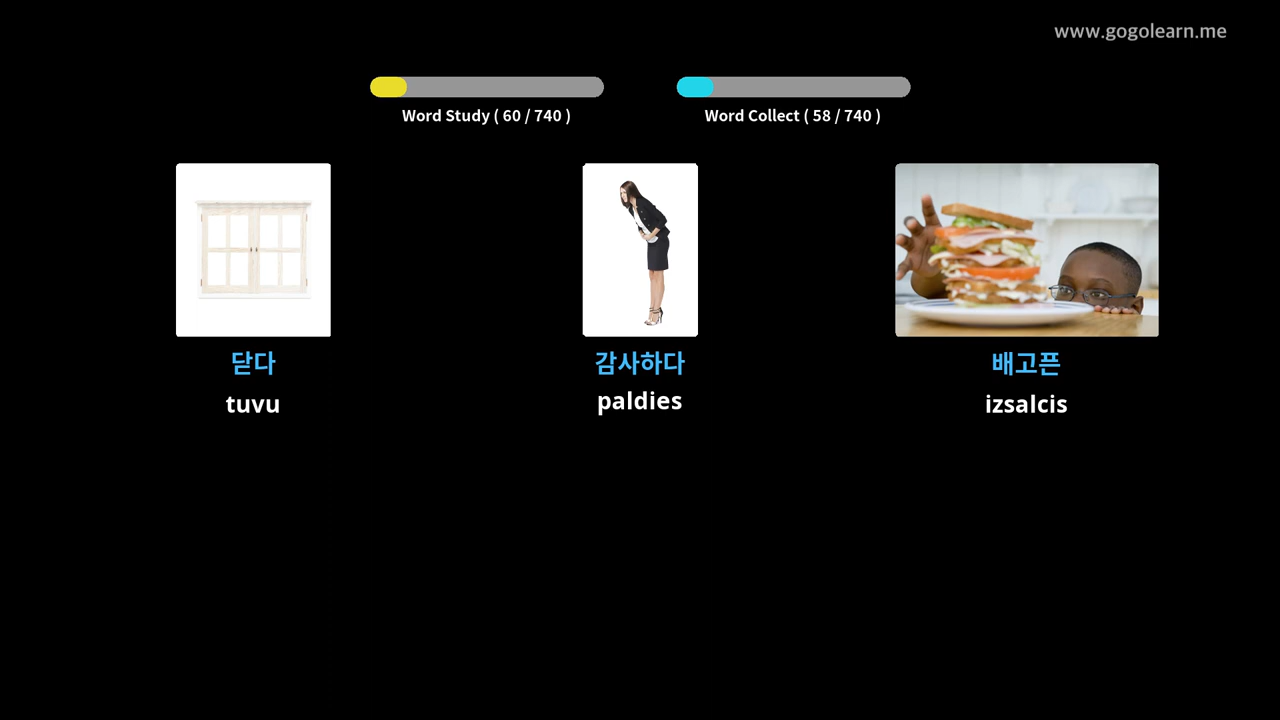 www.gogolearn.me
Word Study ( 60 / 740 )
Word Collect ( 58 / 740 )
닫다
감사하다
배고픈
tuvu
paldies
izsalcis